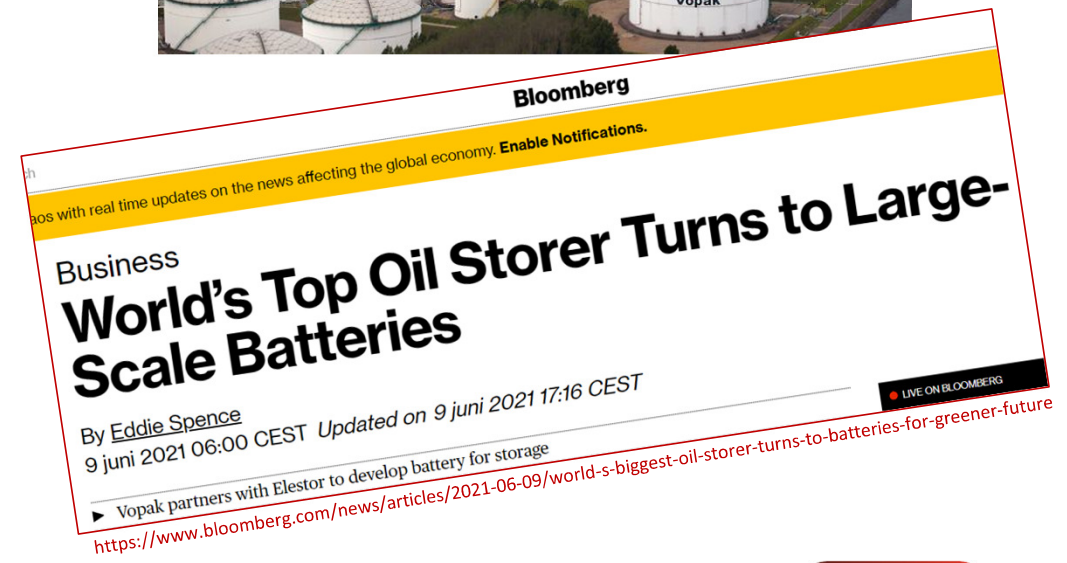 Vopak
Bloomberg
ch
aos with real time updates on the news affecting the global economy. Enable Notifications.
Business
World's Top Oil Storer Turns to Large-
Scale Batteries
By Eddie Spence
9 juni 2021 06:00 CEST Updated on 9 juni 2021 17:16 CEST
LIVE ON BLOOMBERG
► Vopak partners with Elestor to develop battery for storage
https://www.bloomberg.com/news/articles/2021-06-09/world-s-biggest-oil-storer-turns-to-batteries-for-greener-future